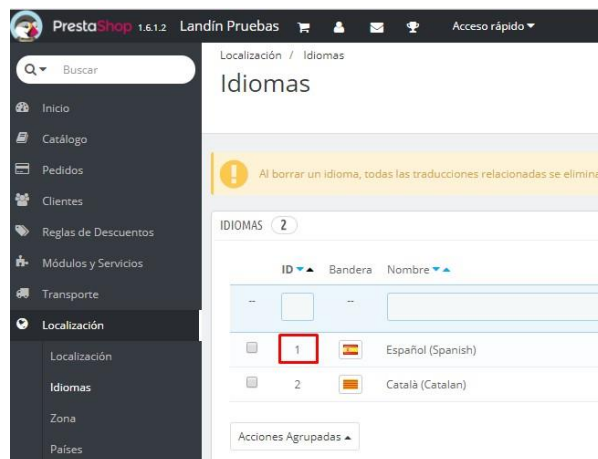 PrestaShop 1.6.1.2 Landín Pruebas Acceso rápido
Buscar
Inicio
Catálogo
Pedidos
Clientes
Reglas de Descuentos
Módulos y Servicios
Transporte
Localización
Localización
Idiomas
Zona
Países
Localización / Idiomas
Idiomas
Al borrar un idioma, todas las traducciones relacionadas se elimina
IDIOMAS 2
ID Bandera Nombre
-- --
1 Español (Spanish)
2 Català (Catalan)
Acciones Agrupadas